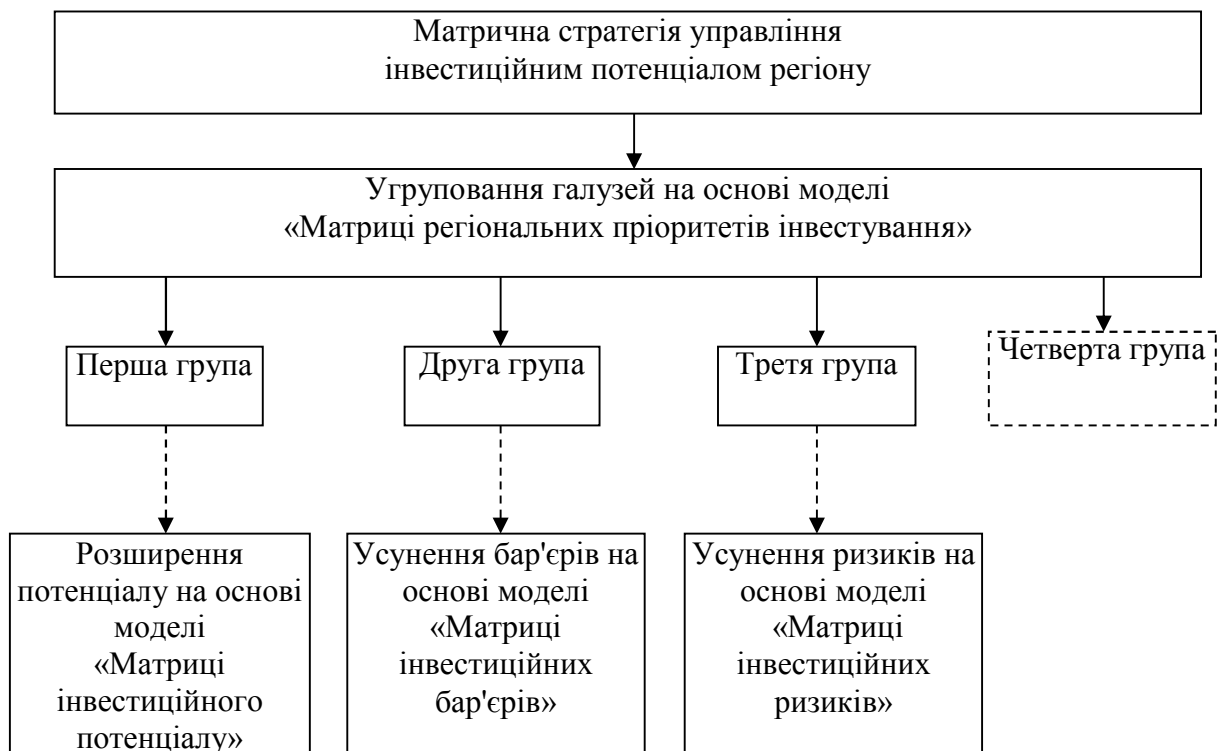 Матрична стратегія управління
інвестиційним потенціалом регіону
Угруповання галузей на основі моделі
«Матриці регіональних пріоритетів інвестування»
Перша група
Друга група
Третя група
Четверта група
Розширення
потенціалу на основі
моделі
«Матриці
інвестиційного
потенціалу»
Усунення бар'єрів на
основі моделі
«Матриці
інвестиційних
бар'єрів»
Усунення ризиків на
основі моделі
«Матриці
інвестиційних
ризиків»